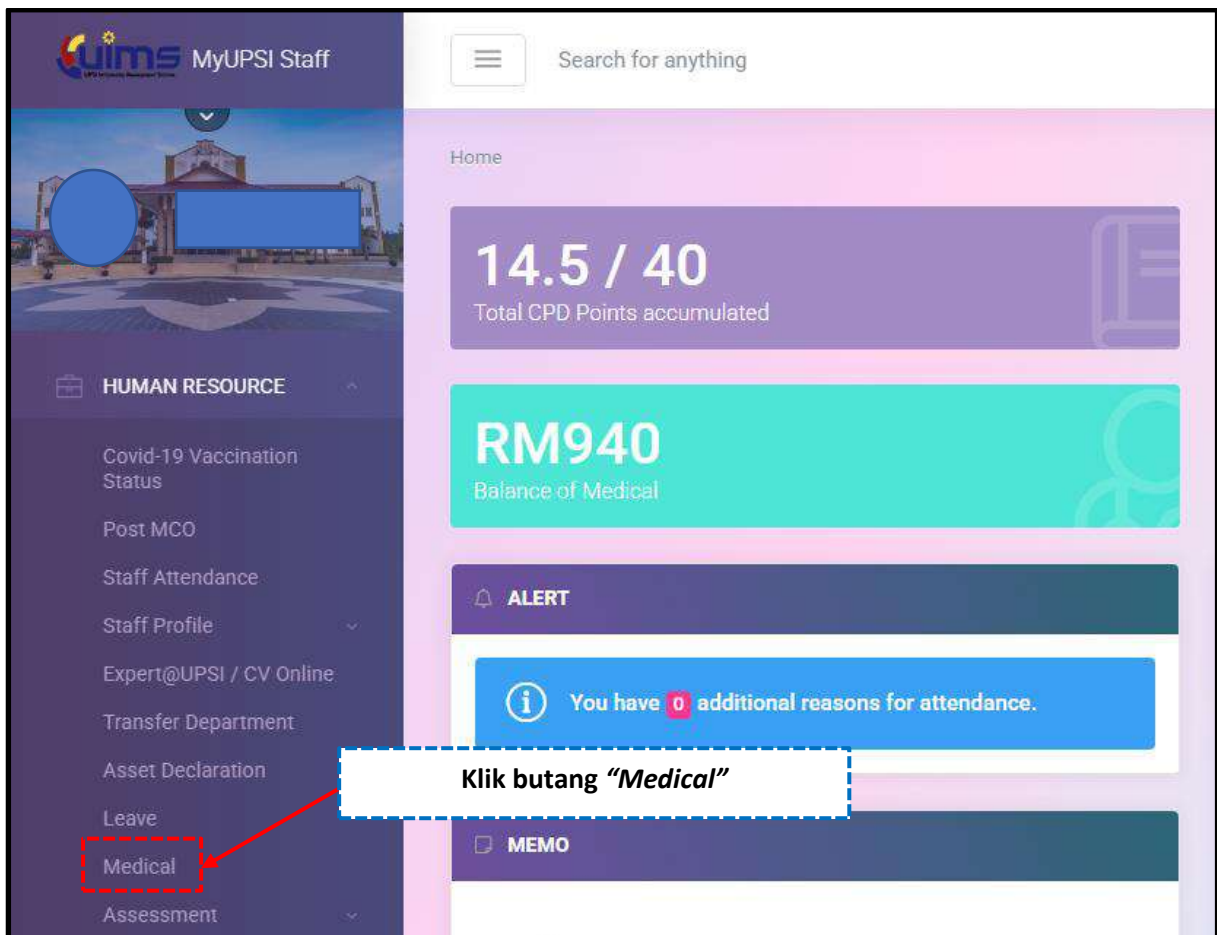 uims MyUPSI Staff
Search for anything
Home
14.5 / 40
Total CPD Points accumulated
HUMAN RESOURCE
RM940
Balance of Medical
Covid-19 Vaccination
Status
Post MCO
Staff Attendance
Staff Profile
Expert@UPSI / CV Online
Transfer Department
Asset Declaration
Leave
Medical
Assessment
ALERT
You have 0 additional reasons for attendance.
Klik butang "Medical"
MEMO